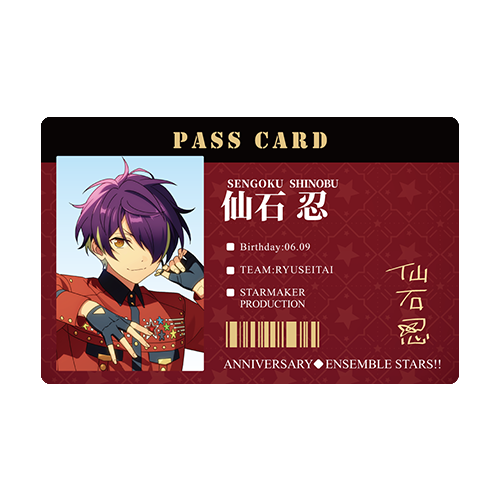 PASS CARD
SENGOKU SHINOBU
仙石 忍
Birthday:06.09
TEAM:RYUSEITAI
STARMAKER
PRODUCTION
仙石忍
ANNIVERSARY◆ENSEMBLE STARS!!